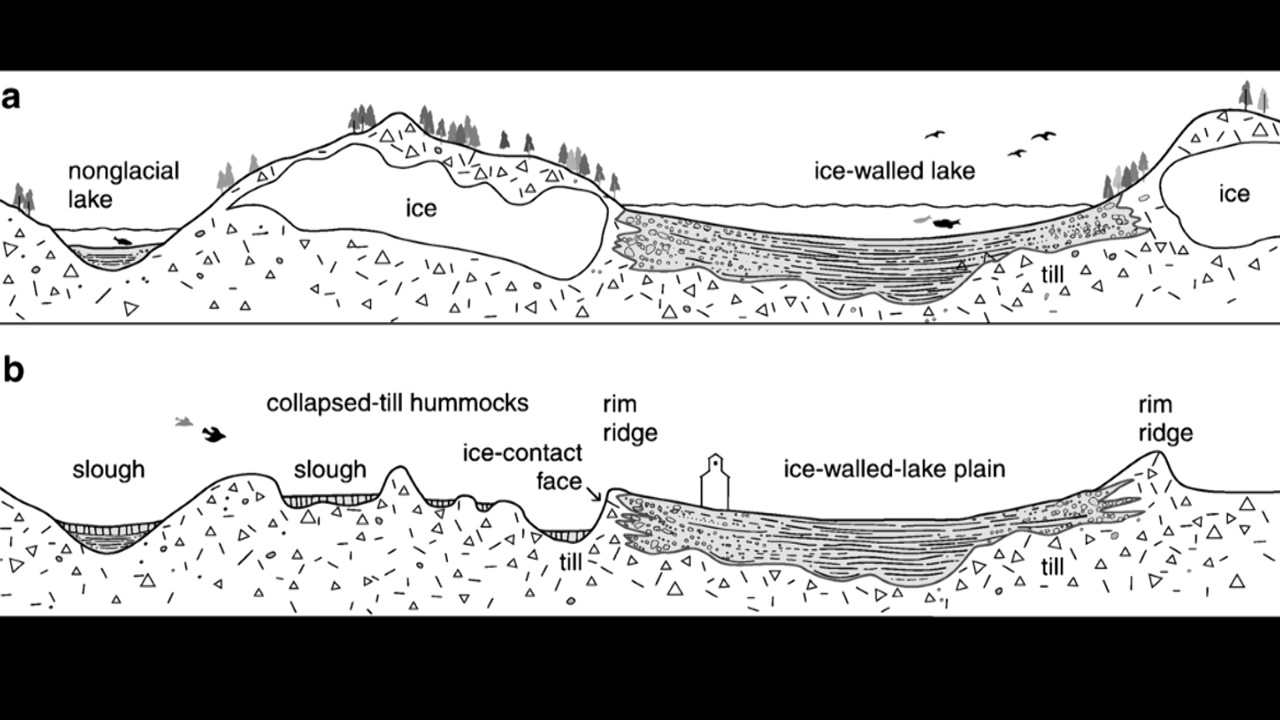 a
nonglacial
lake
ice
ice-walled lake
ice
till
b
collapsed-till hummocks
rim
ridge
rim
ridge
slough
slough
ice-contact
face
ice-walled-lake plain
till
till